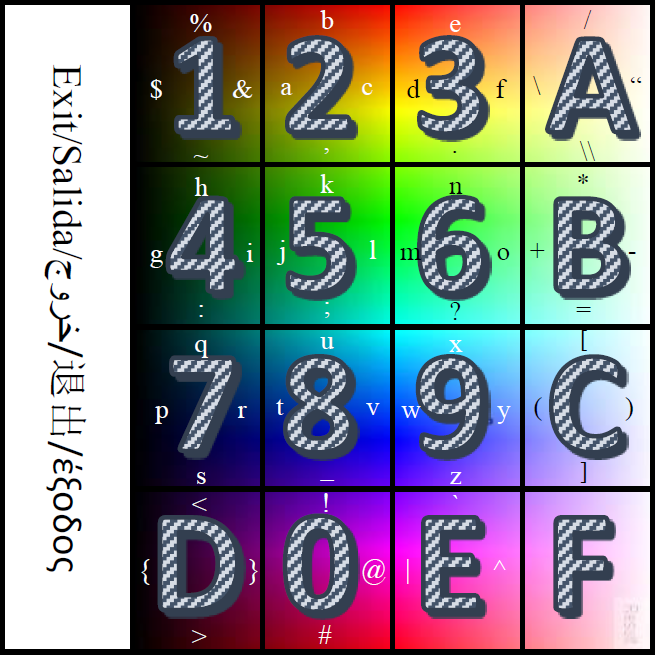 Exit/Salida/خروج/退出/έξοδος
% b e /
$ 1 & a 2 c d 3 f \ A “
~ , . \\
h k n *
g 4 i j 5 l m 6 o + B -
: ; ? =
q u x [
p 7 r t 8 v w 9 y ( C )
s _ z ]
< ! `
{ D } 0 @ | E ^ F
> #
Reset